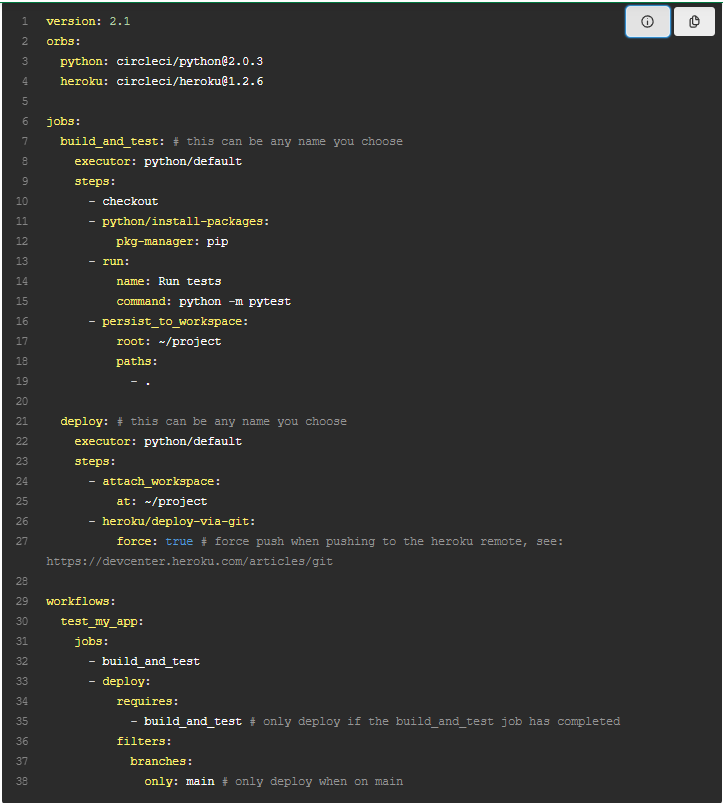 1 version: 2.1
2 orbs:
3   python: circleci/python@2.0.3
4   heroku: circleci/heroku@1.2.6
5
6 jobs:
7   build_and_test: # this can be any name you choose
8     executor: python/default
9     steps:
10       - checkout
11       - python/install-packages:
12           pkg-manager: pip
13       - run:
14           name: Run tests
15           command: python -m pytest
16       - persist_to_workspace:
17           root: ~/project
18           paths:
19             - .
20
21   deploy: # this can be any name you choose
22     executor: python/default
23     steps:
24       - attach_workspace:
25           at: ~/project
26       - heroku/deploy-via-git:
27           force: true # force push when pushing to the heroku remote, see:
https://devcenter.heroku.com/articles/git
28
29 workflows:
30   test_my_app:
31     jobs:
32       - build_and_test
33       - deploy:
34           requires:
35             - build_and_test # only deploy if the build_and_test job has completed
36           filters:
37             branches:
38               only: main # only deploy when on main